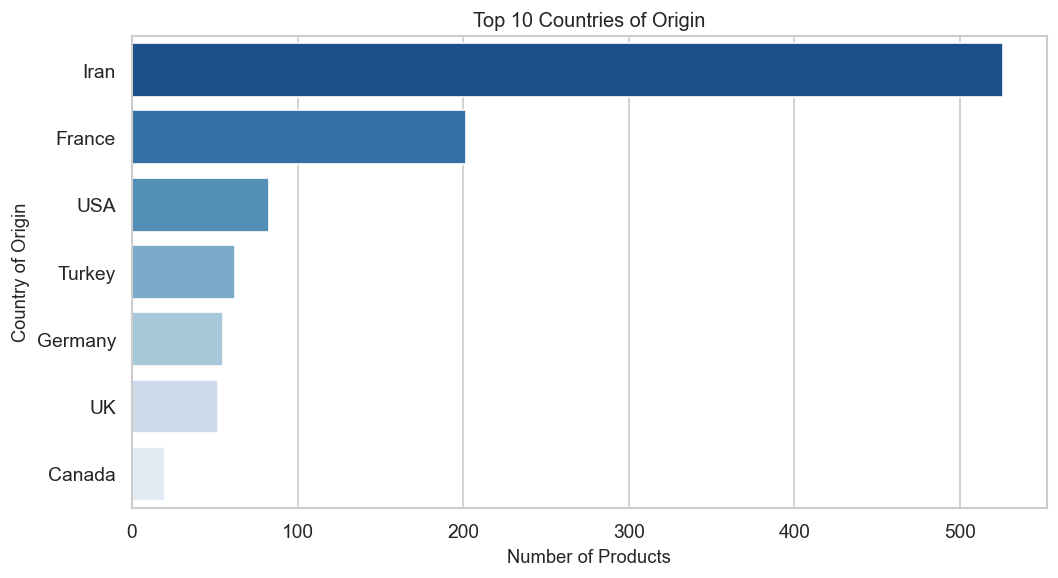 Top 10 Countries of Origin
Country of Origin
Iran
France
USA
Turkey
Germany
UK
Canada
0 100 200 300 400 500
Number of Products